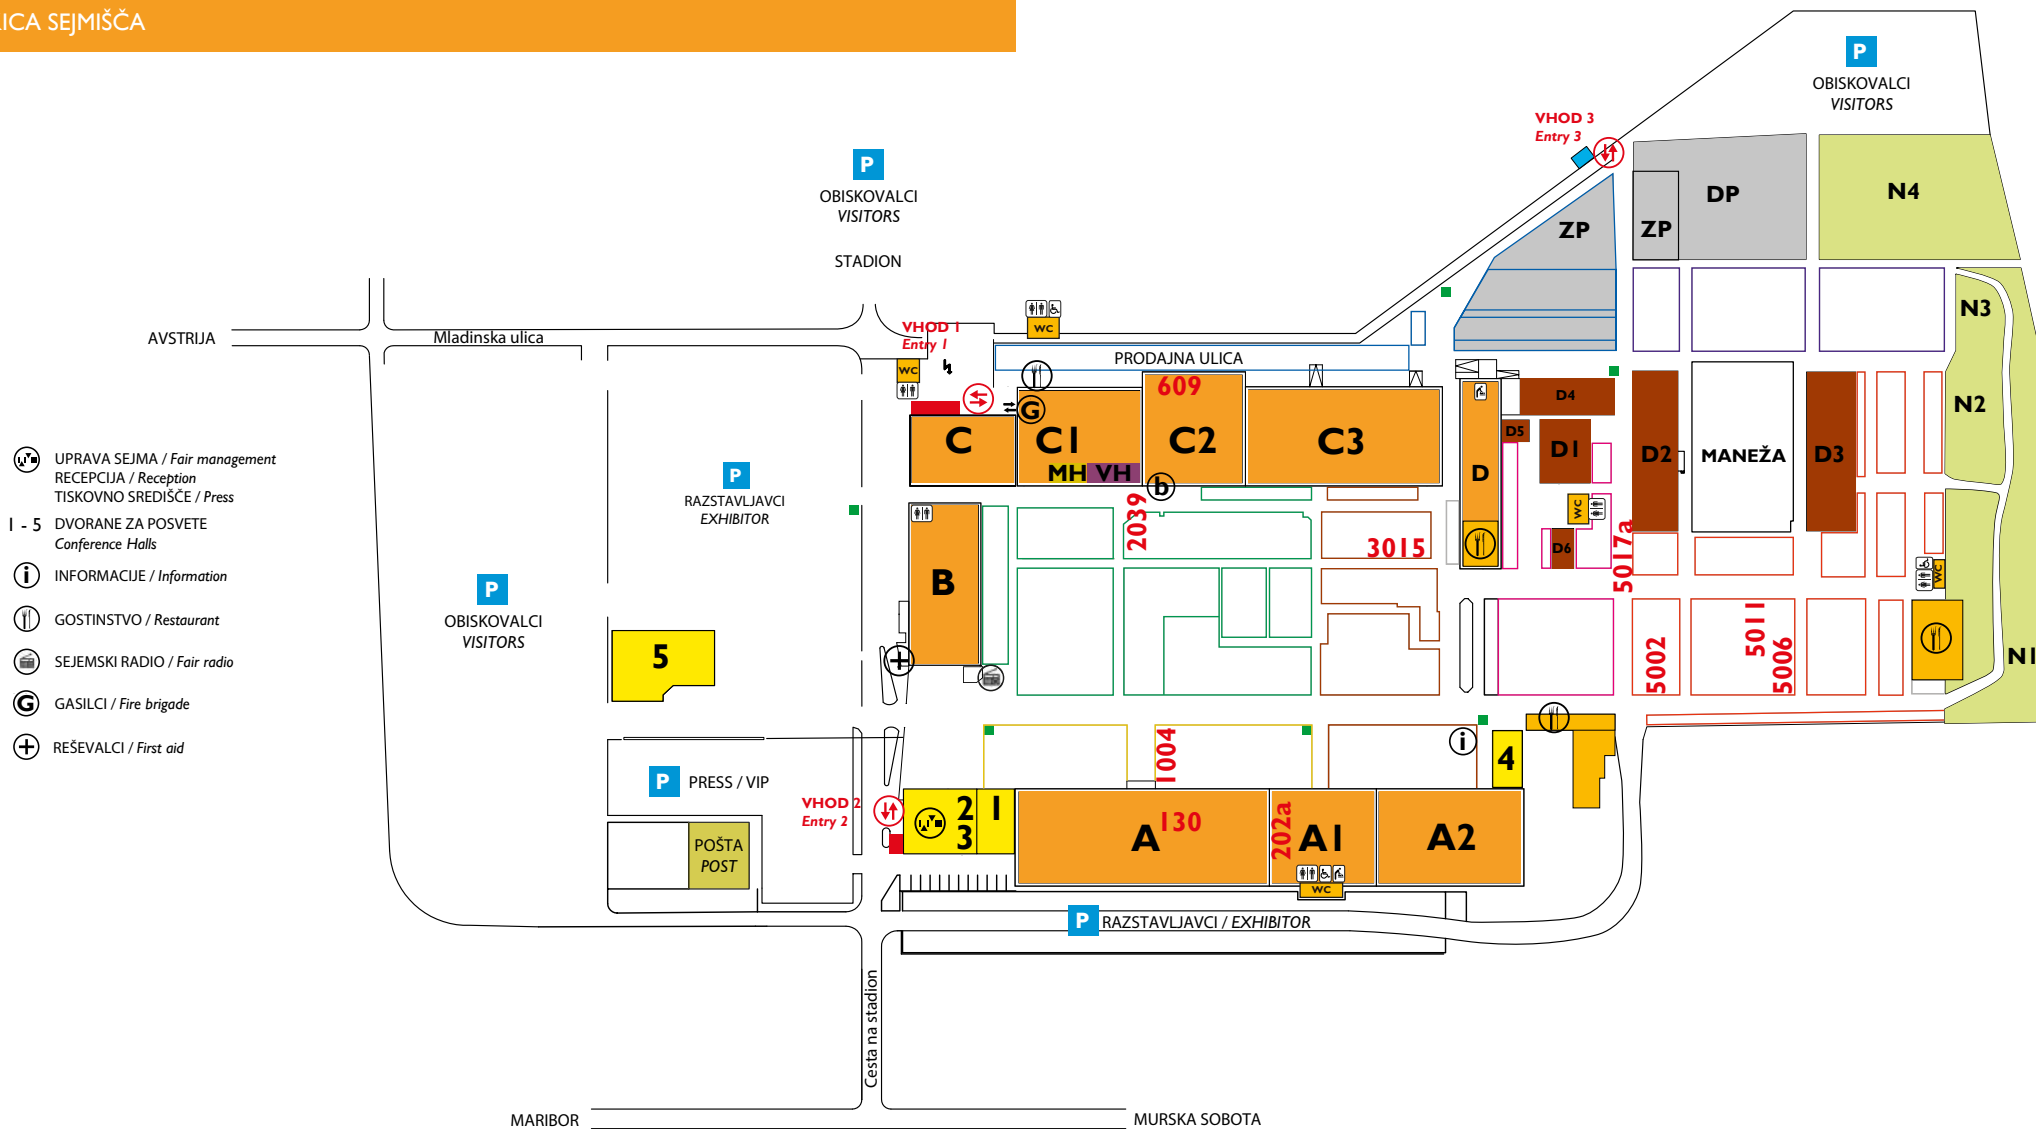 ICA SEJMIŠČA
P
OBISKOVALCI
VISITORS
VHOD 3
Entry 3
P
OBISKOVALCI
VISITORS
STADION
DP
N4
ZP
ZP
N3
N2
N1
AVSTRIJA
Mladinska ulica
VHOD 1
Entry 1
WC
WC
PRODAJNA ULICA
609
G
C
C1
C2
C3
MH
VH
b
D
D4
D5
D1
D2
MANEŽA
D3
WC
D6
WC
UPRAVA SEJMA / Fair management
RECEPCIJA / Reception
TISKOVNO SREDIŠČE / Press
1 - 5 DVORANE ZA POSVETE
Conference Halls
i INFORMACIJE / Information
GOSTINSTVO / Restaurant
SEJEMSKI RADIO / Fair radio
G GASILCI / Fire brigade
REŠEVALCI / First aid
P
RAZSTAVLJAVCI
EXHIBITOR
P
OBISKOVALCI
VISITORS
5
B
2039
3015
5017a
5002
5011
5006
1004
i
4
P PRESS / VIP
VHOD 2
Entry 2
2
3
1
A
130
202a
A1
A2
WC
POŠTA
POST
P RAZSTAVLJAVCI / EXHIBITOR
Cesta na stadion
MARIBOR
MURSKA SOBOTA